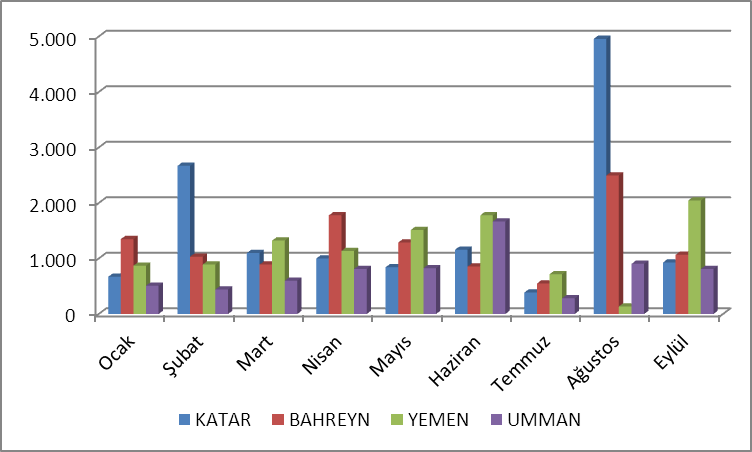 5.000
4.000
3.000
2.000
1.000
0
Ocak
Şubat
Mart
Nisan
Mayıs
Haziran
Temmuz
Ağustos
Eylül
KATAR BAHREYN YEMEN UMMAN